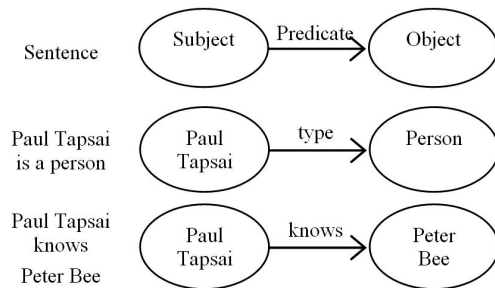 Sentence
Subject
Predicate
Object
Paul Tapsai
is a person
Paul
Tapsai
type
Person
Paul Tapsai
knows
Peter Bee
Paul
Tapsai
knows
Peter
Bee